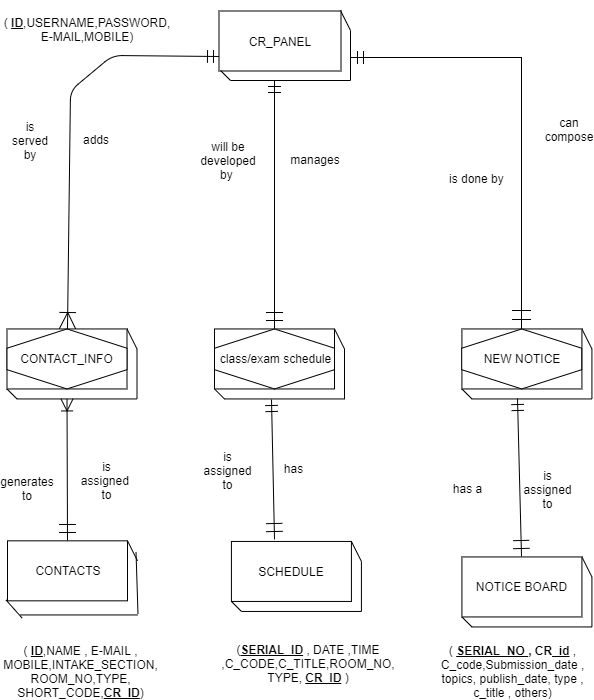 ( ID,USERNAME,PASSWORD,
E-MAIL,MOBILE)
CR_PANEL
is
served
by
adds
will be
developed
by
manages
can
compose
is done by
CONTACT_INFO
class/exam schedule
NEW NOTICE
generates
to
is
assigned
to
is
assigned
to
has
has a
is
assigned
to
CONTACTS
SCHEDULE
NOTICE BOARD
( ID,NAME , E-MAIL ,
MOBILE,INTAKE_SECTION,
ROOM_NO,TYPE,
SHORT_CODE,CR_ID)
(SERIAL_ID , DATE ,TIME
,C_CODE,C_TITLE,ROOM_NO,
TYPE, CR_ID )
( SERIAL_NO , CR_id ,
C_code,Submission_date ,
topics, publish_date, type ,
c_title , others)